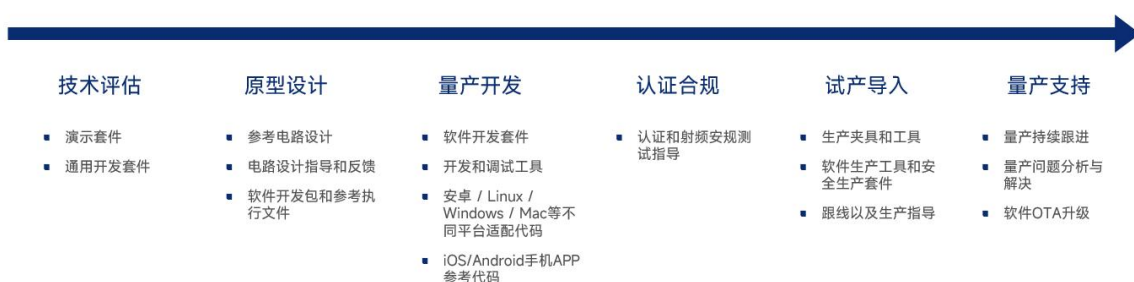 技术评估
演示套件
通用开发套件
原型设计
参考电路设计
电路设计指导和反馈
软件开发包和参考执
行文件
量产开发
软件开发套件
开发和调试工具
安卓 / Linux /
Windows / Mac等不
同平台适配代码
iOS/Android手机APP
参考代码
认证合规
认证和射频安规测
试指导
试产导入
生产夹具和工具
软件生产工具和安
全生产套件
跟线以及生产指导
量产支持
量产持续跟进
量产问题分析与
解决
软件OTA升级